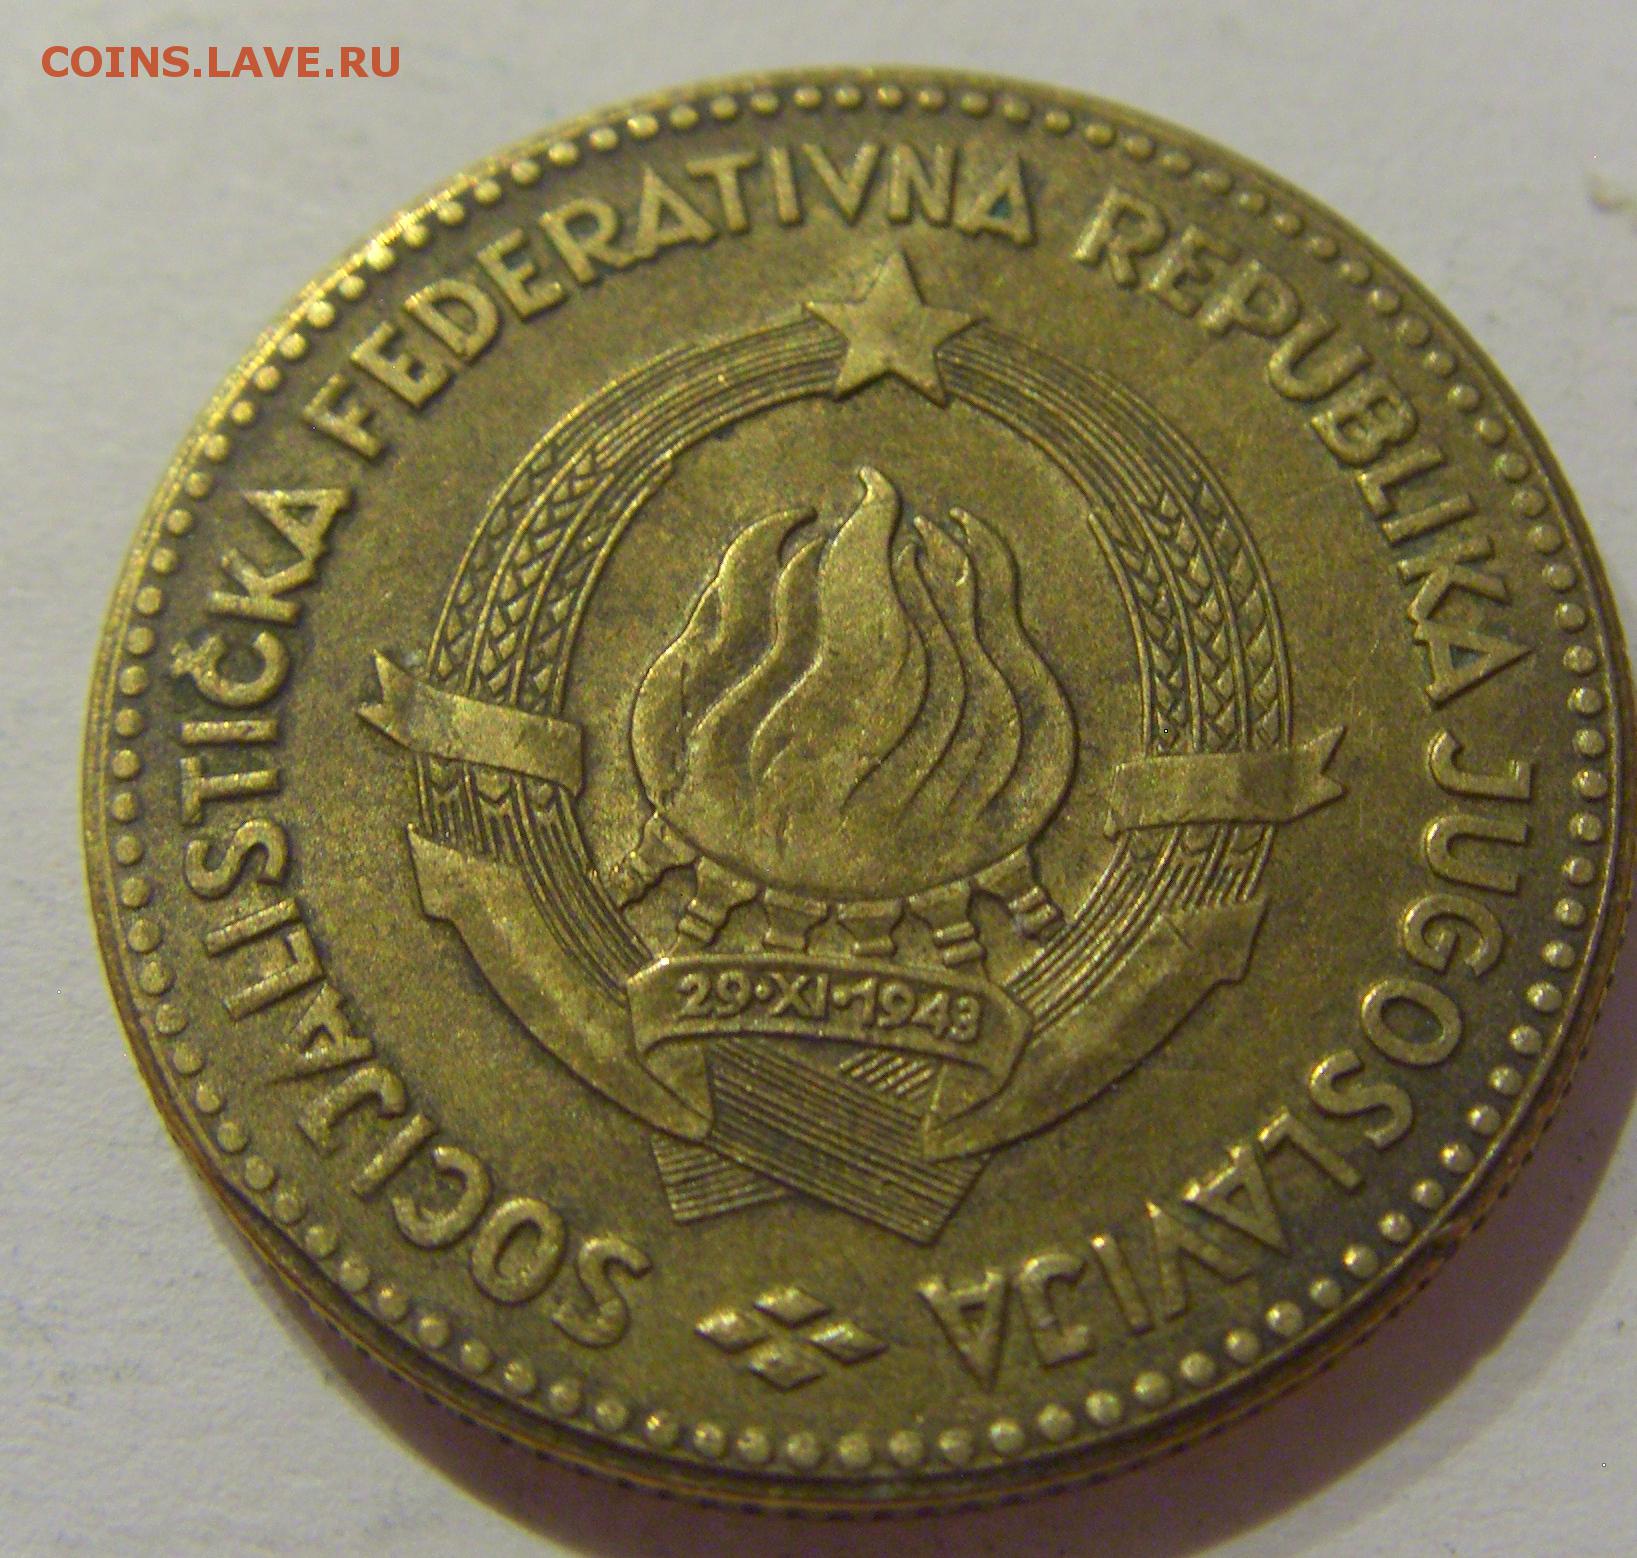 COINS.LAVE.RU
SOCIJALISTIČKA FEDERATIVNA REPUBLIKA JUGOSLAVIJA
29·XI·1943